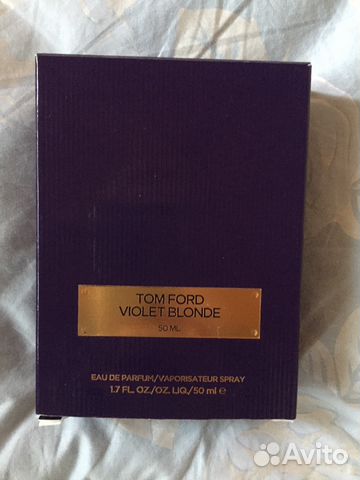 TOM FORD
VIOLET BLONDE
50 ML
EAU DE PARFUM/VAPORISATEUR SPRAY
1.7 FL. OZ./OZ. LIQ/50 ml e
Avito